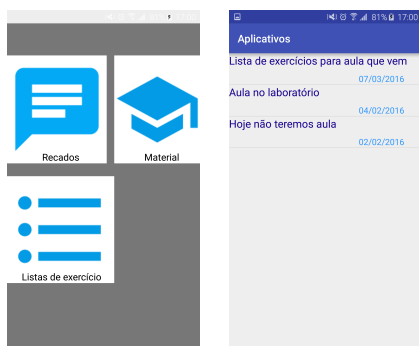 Recados
Material
Listas de exercício
81% 17:00
Aplicativos
Lista de exercícios para aula que vem
07/03/2016
Aula no laboratório
04/02/2016
Hoje não teremos aula
02/02/2016